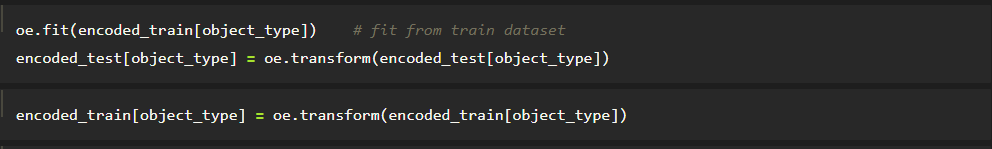 oe.fit(encoded_train[object_type])    # fit from train dataset
encoded_test[object_type] = oe.transform(encoded_test[object_type])
encoded_train[object_type] = oe.transform(encoded_train[object_type])